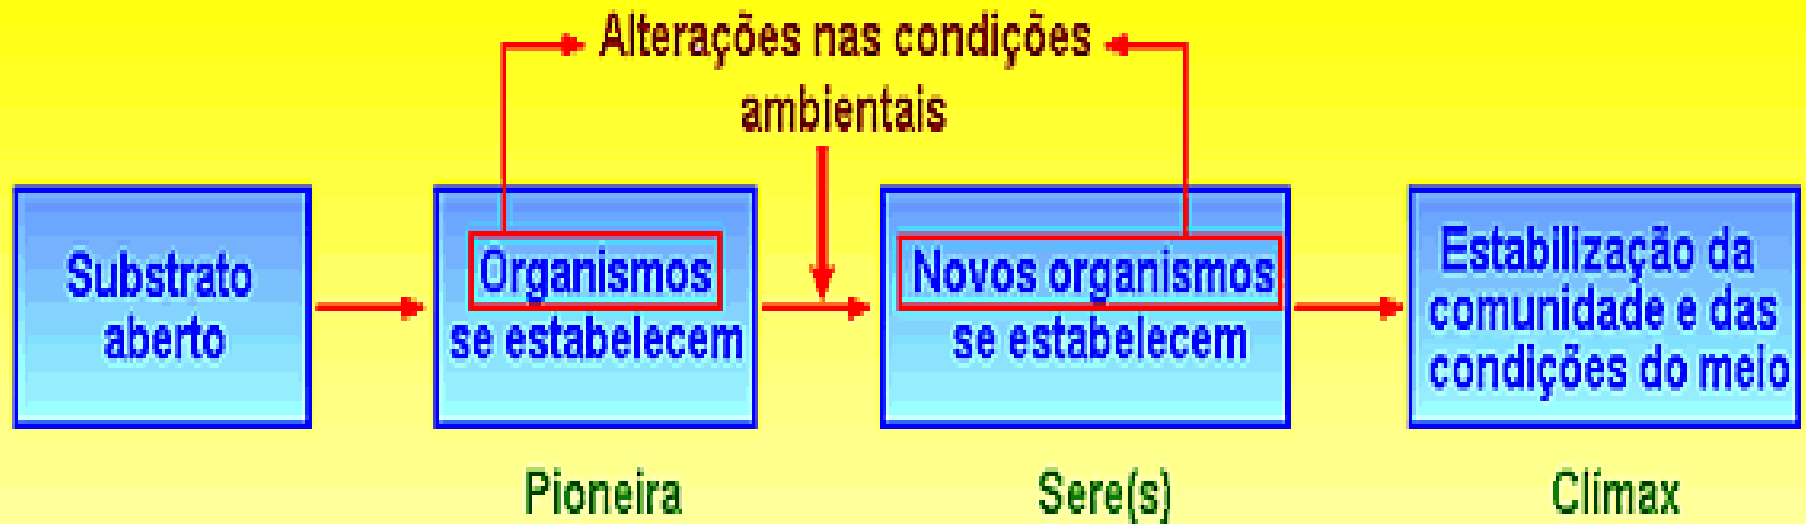 Alterações nas condições
ambientais
Substrato
aberto
Organismos
se estabelecem
Novos organismos
se estabelecem
Estabilização da
comunidade e das
condições do meio
Pioneira
Sere(s)
Clímax